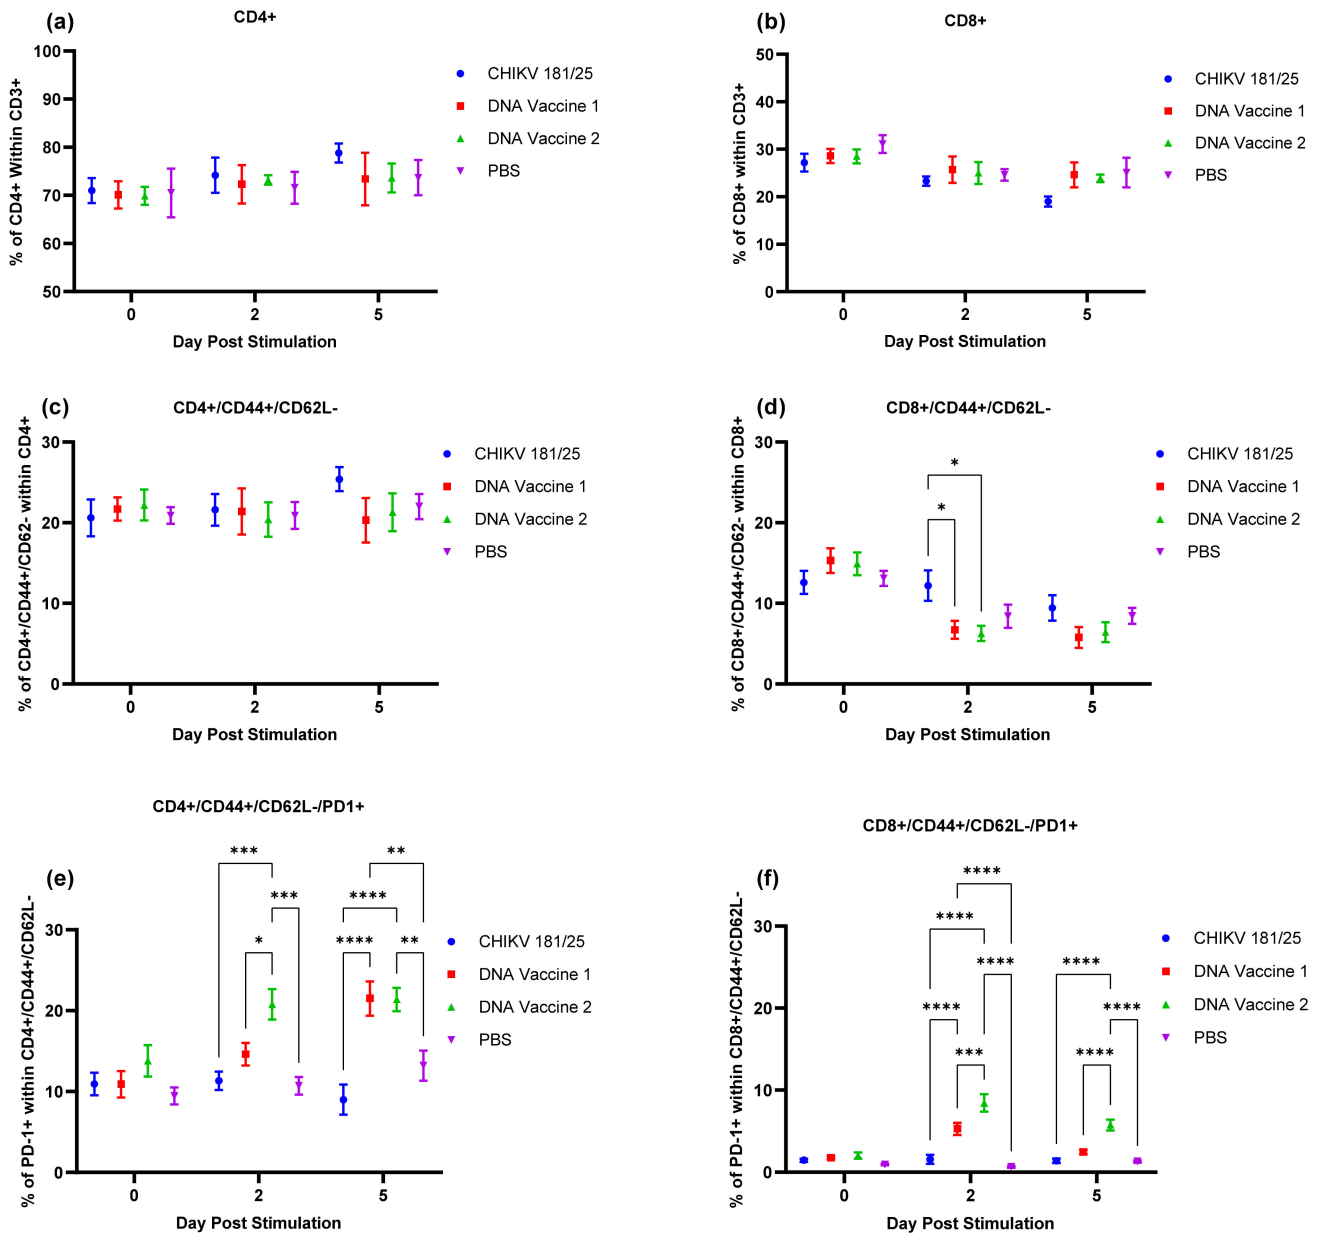 (a)
CD4+
% of CD4+ Within CD3+
100
90
80
70
60
50
0
2
5
Day Post Stimulation
CHIKV 181/25
DNA Vaccine 1
DNA Vaccine 2
PBS
(b)
CD8+
% of CD8+ within CD3+
50
40
30
20
10
0
0
2
5
Day Post Stimulation
CHIKV 181/25
DNA Vaccine 1
DNA Vaccine 2
PBS
(c)
CD4+/CD44+/CD62L-
% of CD4+/CD44+/CD62- within CD4+
30
20
10
0
0
2
5
Day Post Stimulation
CHIKV 181/25
DNA Vaccine 1
DNA Vaccine 2
PBS
(d)
CD8+/CD44+/CD62L-
% of CD8+/CD44+/CD62- within CD8+
30
20
10
0
*
*
0
2
5
Day Post Stimulation
CHIKV 181/25
DNA Vaccine 1
DNA Vaccine 2
PBS
(e)
CD4+/CD44+/CD62L-/PD1+
% of PD-1+ within CD4+/CD44+/CD62L-
30
20
10
0
*** **
*** ****
* **** **
0
2
5
Day Post Stimulation
CHIKV 181/25
DNA Vaccine 1
DNA Vaccine 2
PBS
(f)
CD8+/CD44+/CD62L-/PD1+
% of PD-1+ within CD8+/CD44+/CD62L-
30
20
10
0
****
****
**** ****
**** ****
*** ****
0
2
5
Day Post Stimulation
CHIKV 181/25
DNA Vaccine 1
DNA Vaccine 2
PBS